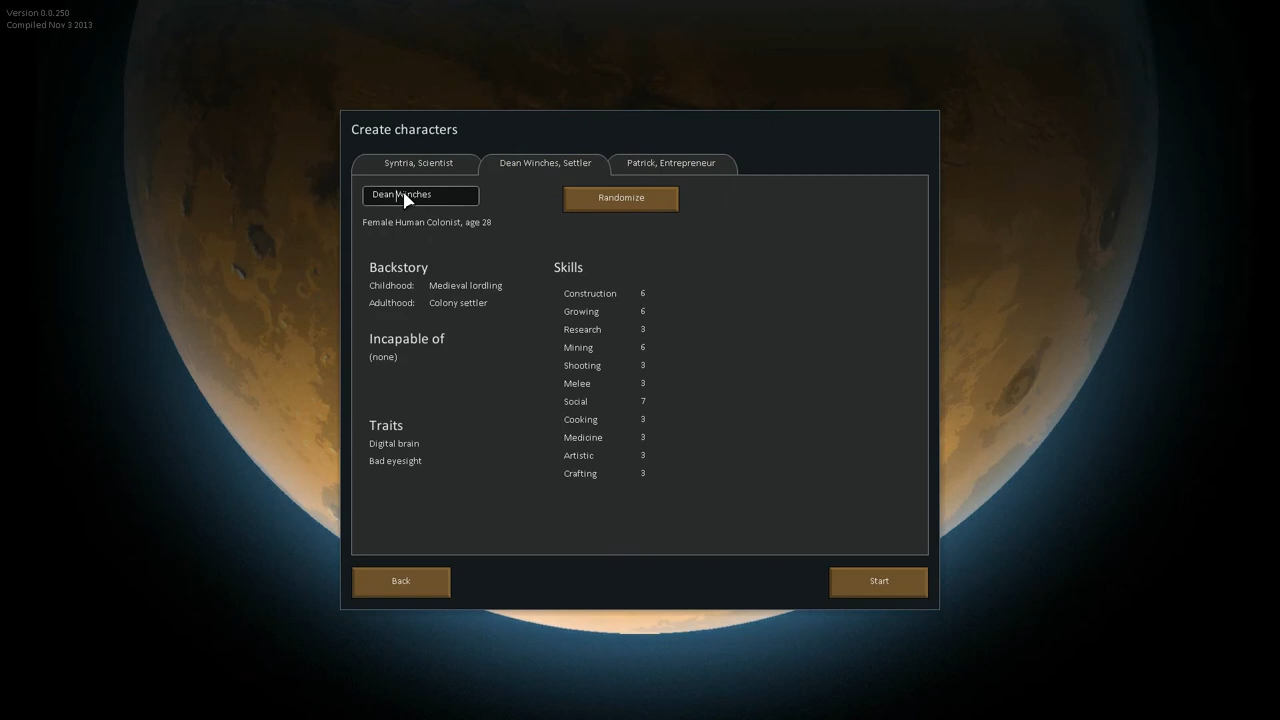 Version 0.0.250
Compiled Nov 3 2013
Create characters
Syntria, Scientist
Dean Winches, Settler
Patrick, Entrepreneur
Dean Winches
Randomize
Female Human Colonist, age 28
Backstory
Childhood: Medieval lordling
Adulthood: Colony settler
Incapable of
(none)
Traits
Digital brain
Bad eyesight
Skills
Construction 6
Growing 6
Research 3
Mining 6
Shooting 3
Melee 3
Social 7
Cooking 3
Medicine 3
Artistic 3
Crafting 3
Back
Start